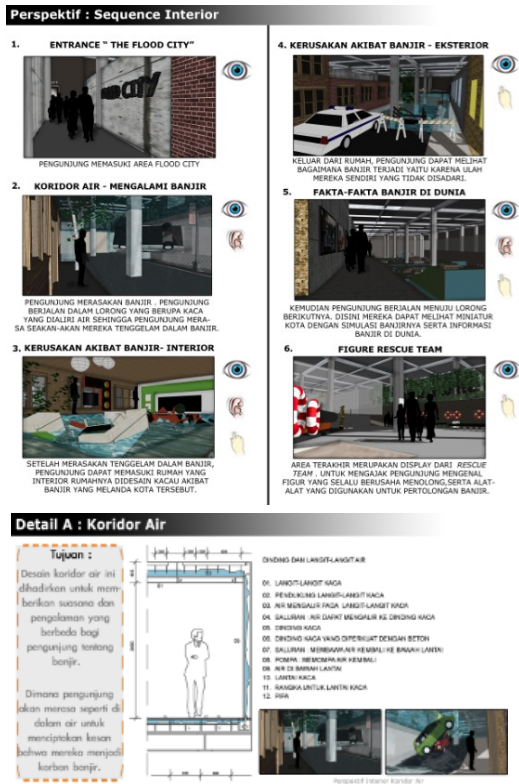 Perspektif : Sequence Interior
1. ENTRANCE " THE FLOOD CITY"
PENGUNJUNG MEMASUKI AREA FLOOD CITY
2. KORIDOR AIR - MENGALAMI BANJIR
PENGUNJUNG MERASAKAN BANJIR . PENGUNJUNG
BERJALAN DALAM LORONG YANG BERUPA KACA
YANG DIALIRI AIR SEHINGGA PENGUNJUNG MERA-
SA SEAKAN-AKAN MEREKA TENGGELAM DALAM BANJIR.
3. KERUSAKAN AKIBAT BANJIR- INTERIOR
SETELAH MERASAKAN TENGGELAM DALAM BANJIR,
PENGUNJUNG DAPAT MEMASUKI RUMAH YANG
INTERIOR RUMAHNYA DIDESAIN KACAU AKIBAT
BANJIR YANG MELANDA KOTA TERSEBUT.
4. KERUSAKAN AKIBAT BANJIR - EKSTERIOR
KELUAR DARI RUMAH, PENGUNJUNG DAPAT MELIHAT
BAGAIMANA BANJIR TERJADI YAITU KARENA ULAH
MEREKA SENDIRI YANG TIDAK DISADARI.
5. FAKTA-FAKTA BANJIR DI DUNIA
KEMUDIAN PENGUNJUNG BERJALAN MENUJU LORONG
BERIKUTNYA. DISINI MEREKA DAPAT MELIHAT MINIATUR
KOTA DENGAN SIMULASI BANJIRNYA SERTA INFORMASI
BANJIR DI DUNIA.
6. FIGURE RESCUE TEAM
AREA TERAKHIR MERUPAKAN DISPLAY DARI RESCUE
TEAM . UNTUK MENGAJAK PENGUNJUNG MENGENAL
FIGUR YANG SELALU BERUSAHA MENOLONG,SERTA ALAT-
ALAT YANG DIGUNAKAN UNTUK PERTOLONGAN BANJIR.
Detail A : Koridor Air
Tujuan :
Desain koridor air ini
dihadirkan untuk mem-
berikan suasana dan
pengalaman yang
berbeda bagi
pengunjung tentang
banjir.
Dimana pengunjung
akan merasa seperti di
dalam air untuk
menciptakan kesan
bahwa mereka menjadi
korban banjir.
DINDING DAN LANGIT-LANGIT AIR
01. LANGIT-LANGIT KACA
02. PENDUKUNG LANGIT-LANGIT KACA
03. AIR MENGALIR PADA LANGIT-LANGIT KACA
04. SALURAN : AIR DAPAT MENGALIR KE DINDING KACA
05. DINDING KACA
06. DINDING KACA YANG DIPERKUAT DENGAN BETON
07. SALURAN : MEMBAWA AIR KEMBALI KE BAWAH LANTAI
08. POMPA : MEMOMPA AIR KEMBALI
09. AIR DI BAWAH LANTAI
10. LANTAI KACA
11. RANGKA UNTUK LANTAI KACA
12. PIPA
Perspektif Interior Koridor Air